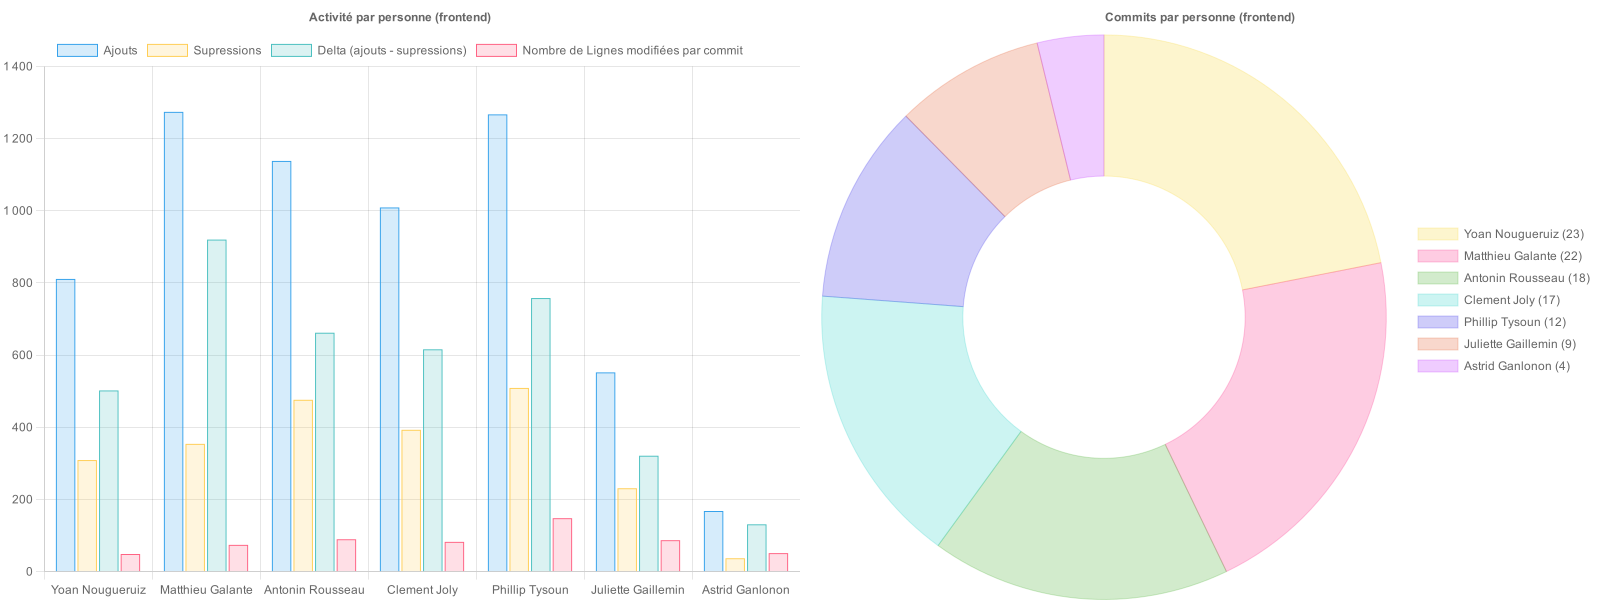 Activité par personne (frontend)
Ajouts
Supressions
Delta (ajouts - supressions)
Nombre de Lignes modifiées par commit
1 400
1 200
1 000
800
600
400
200
0
Yoan Nougueruiz
Matthieu Galante
Antonin Rousseau
Clement Joly
Phillip Tysoun
Juliette Gaillemin
Astrid Ganlonon
Commits par personne (frontend)
Yoan Nougueruiz (23)
Matthieu Galante (22)
Antonin Rousseau (18)
Clement Joly (17)
Phillip Tysoun (12)
Juliette Gaillemin (9)
Astrid Ganlonon (4)